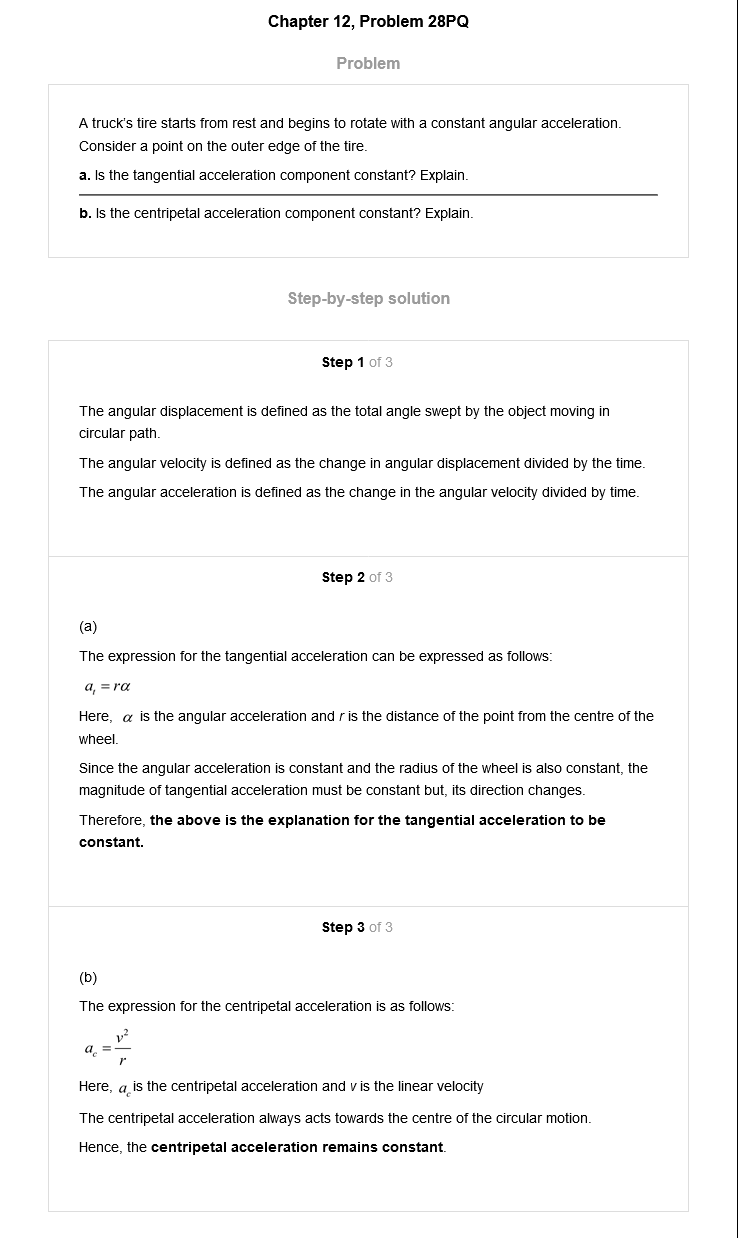 Chapter 12, Problem 28PQ
Problem
A truck's tire starts from rest and begins to rotate with a constant angular acceleration.
Consider a point on the outer edge of the tire.
a. Is the tangential acceleration component constant? Explain.
b. Is the centripetal acceleration component constant? Explain.
Step-by-step solution
Step 1 of 3
The angular displacement is defined as the total angle swept by the object moving in
circular path.
The angular velocity is defined as the change in angular displacement divided by the time.
The angular acceleration is defined as the change in the angular velocity divided by time.
Step 2 of 3
(a)
The expression for the tangential acceleration can be expressed as follows:
aₜ = rα
Here, α is the angular acceleration and r is the distance of the point from the centre of the
wheel.
Since the angular acceleration is constant and the radius of the wheel is also constant, the
magnitude of tangential acceleration must be constant but, its direction changes.
Therefore, the above is the explanation for the tangential acceleration to be
constant.
Step 3 of 3
(b)
The expression for the centripetal acceleration is as follows:
a_c = v²/r
Here, a_c is the centripetal acceleration and v is the linear velocity
The centripetal acceleration always acts towards the centre of the circular motion.
Hence, the centripetal acceleration remains constant.